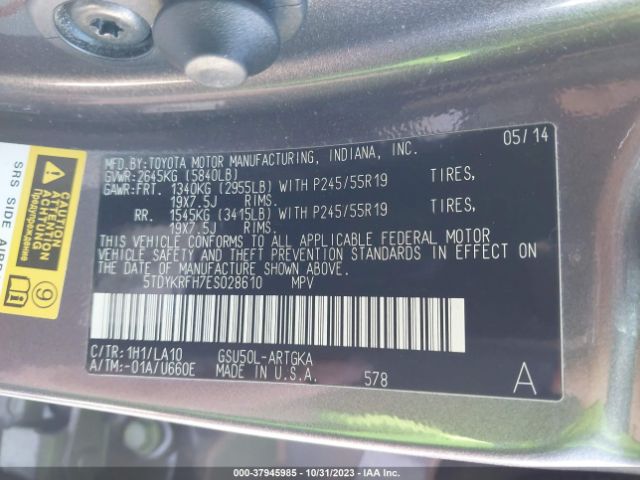 05/14
MFD.BY:TOYOTA MOTOR MANUFACTURING, INDIANA, INC.
GVWR:2645KG (5840LB)
GAWR:FRT. 1340KG (2955LB) WITH P245/55R19 TIRES,
19X7.5J RIMS.
RR. 1545KG (3415LB) WITH P245/55R19 TIRES,
19X7.5J RIMS.
THIS VEHICLE CONFORMS TO ALL APPLICABLE FEDERAL MOTOR
VEHICLE SAFETY AND THEFT PREVENTION STANDARDS IN EFFECT ON
THE DATE OF MANUFACTURE SHOWN ABOVE.
5TDYKRFH7ES028610 MPV
C/TR:1H1/LA10 GSU50L-ARTGKA
A/TM:-01A/U660E MADE IN U.S.A. 578 A
SRS SIDE AIRB
CAUTION
ATTENTION
9
000-37945985 | 10/31/2023 | IAA Inc.